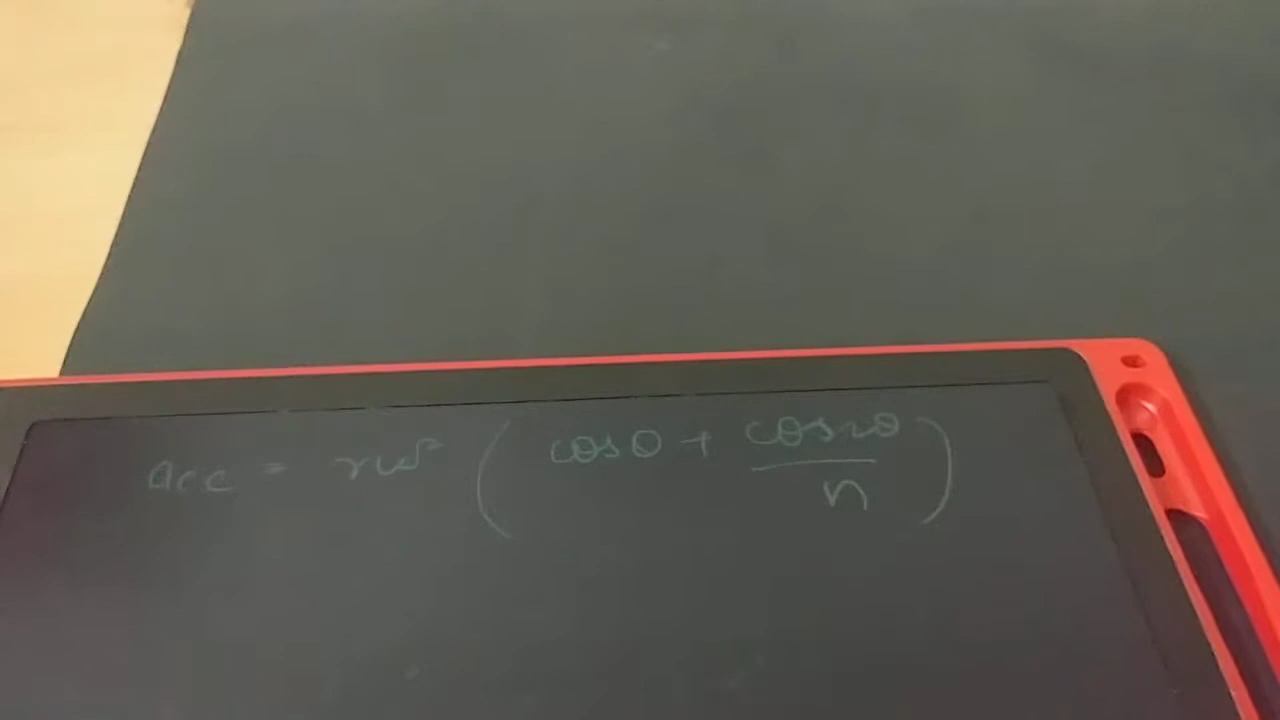 acc = rω² ( cosθ + cos2θ / n )